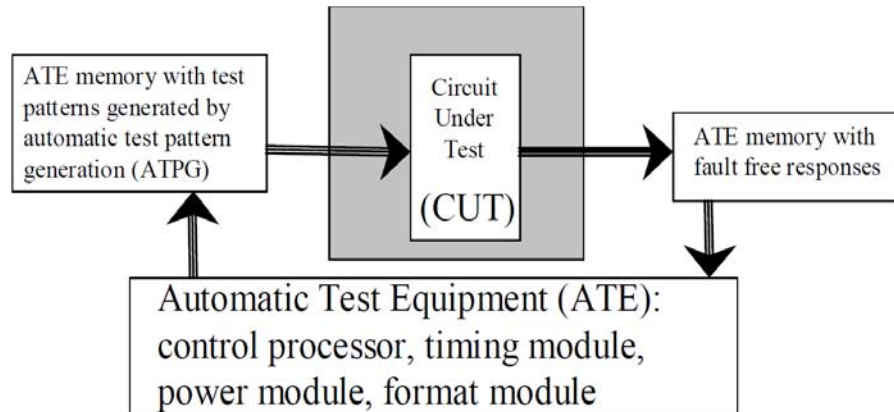 ATE memory with test
patterns generated by
automatic test pattern
generation (ATPG)
Circuit
Under
Test
(CUT)
ATE memory with
fault free responses
Automatic Test Equipment (ATE):
control processor, timing module,
power module, format module